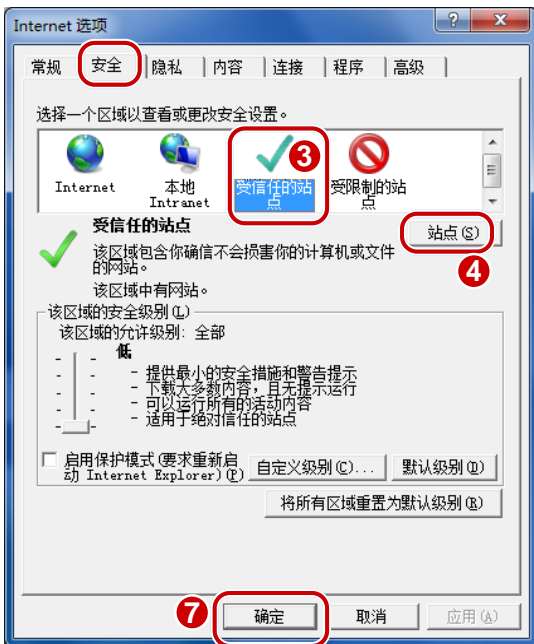 Internet 选项
?
常规 安全 隐私 内容 连接 程序 高级
选择一个区域以查看或更改安全设置。
3
Internet 本地 受信任的站 受限制的站
Intranet 点 点
受信任的站点
站点(S)
4
该区域包含你确信不会损害你的计算机或文件
的网站。
该区域中有网站。
该区域的安全级别(L)
该区域的允许级别: 全部
低
- 提供最小的安全措施和警告提示
- 下载大多数内容，且无提示运行
- 可以运行所有的活动内容
- 适用于绝对信任的站点
启用保护模式(要求重新启
动 Internet Explorer)(P)
自定义级别(C)... 默认级别(D)
将所有区域重置为默认级别(R)
7
确定 取消 应用(A)